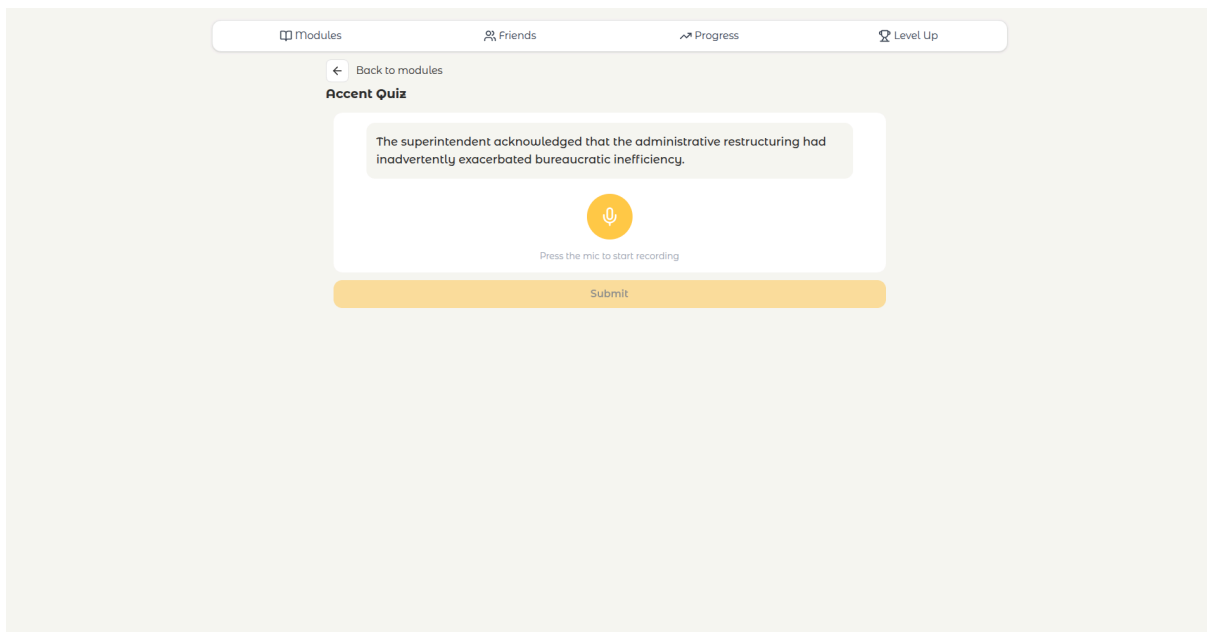 Modules
Friends
Progress
Level Up
Back to modules
Accent Quiz
The superintendent acknowledged that the administrative restructuring had
inadvertently exacerbated bureaucratic inefficiency.
Press the mic to start recording
Submit